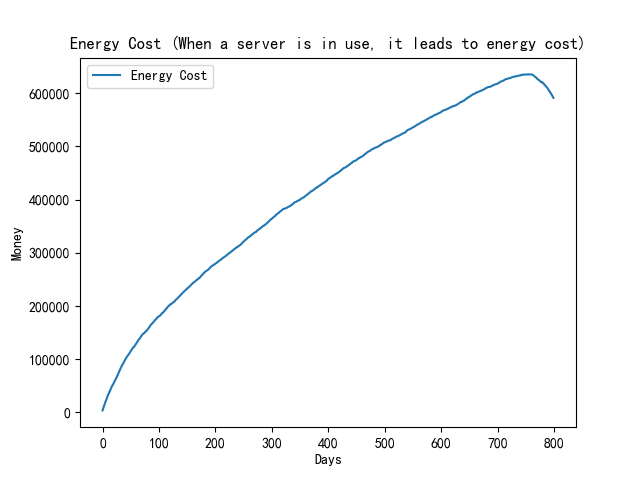 Energy Cost (When a server is in use, it leads to energy cost)
Energy Cost
600000
500000
400000
300000
200000
100000
0
Money
0 100 200 300 400 500 600 700 800
Days